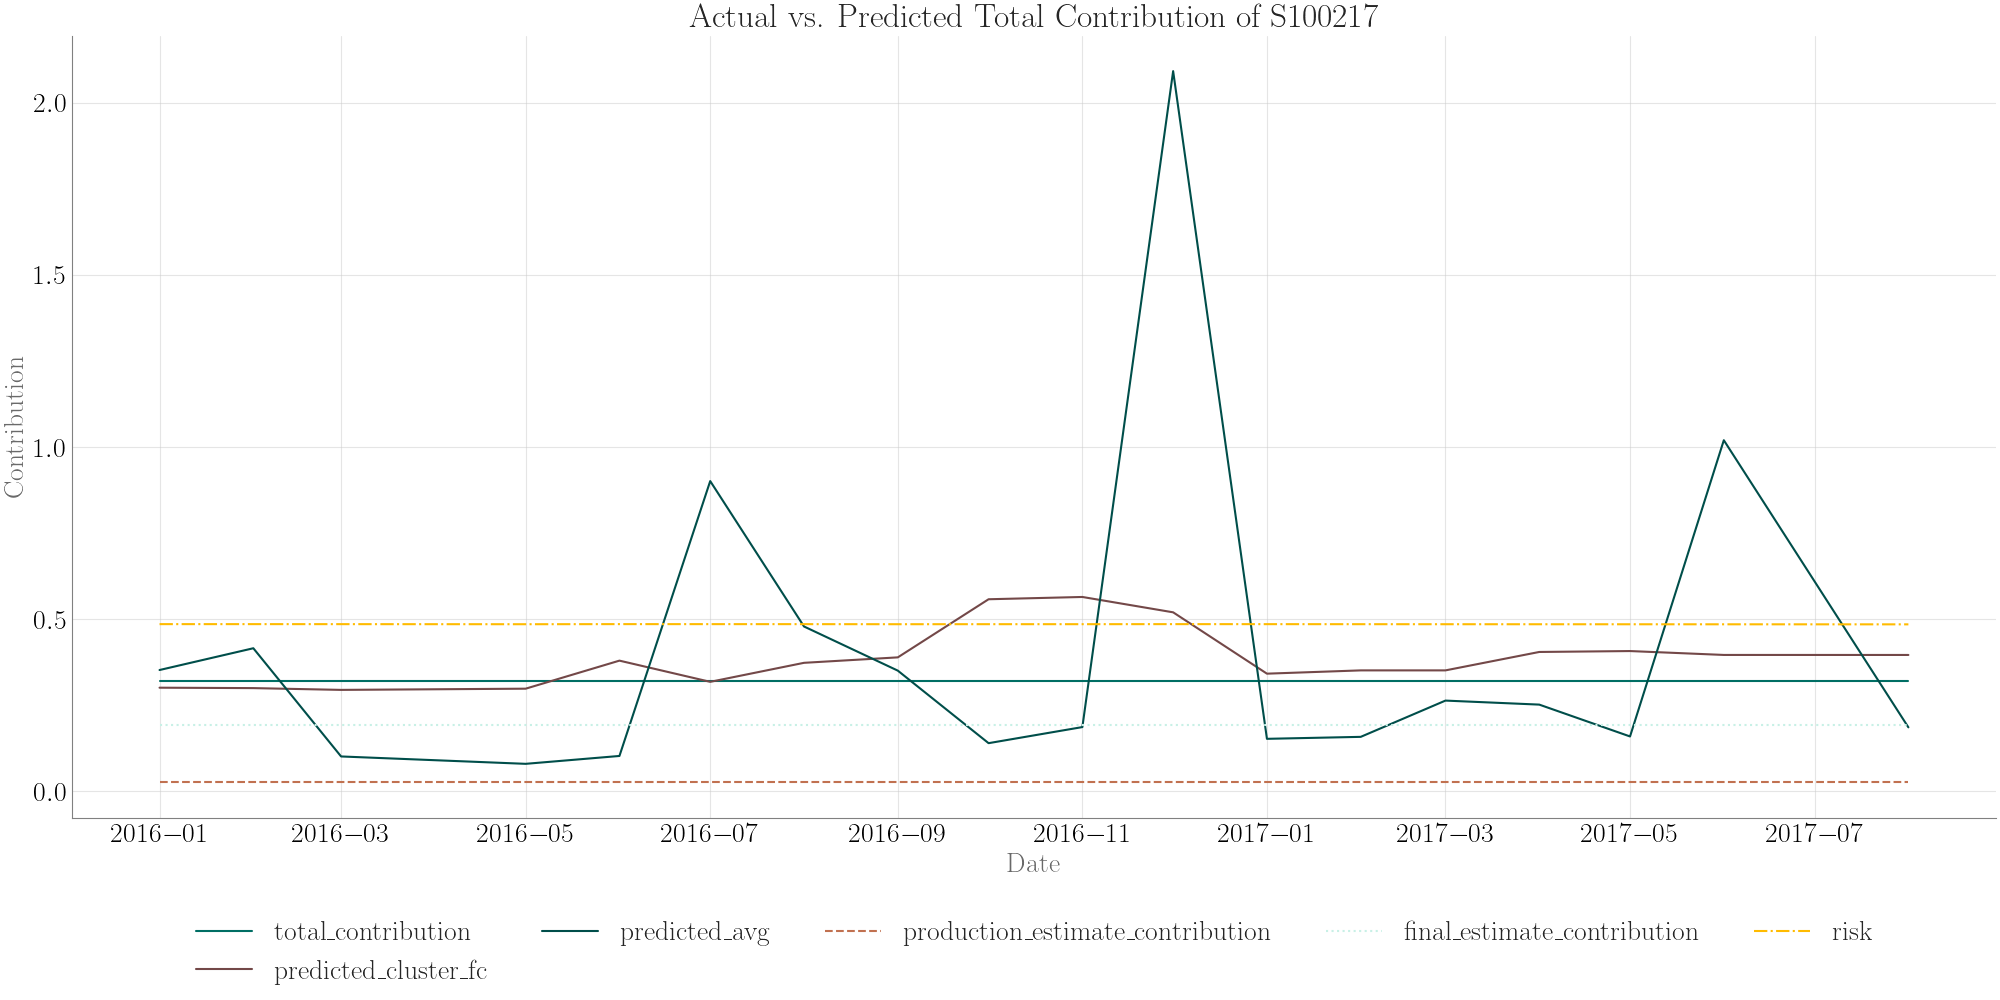 Actual vs. Predicted Total Contribution of S100217
Contribution
2.0
1.5
1.0
0.5
0.0
2016−01 2016−03 2016−05 2016−07 2016−09 2016−11 2017−01 2017−03 2017−05 2017−07
Date
total_contribution predicted_avg production_estimate_contribution final_estimate_contribution risk
predicted_cluster_fc